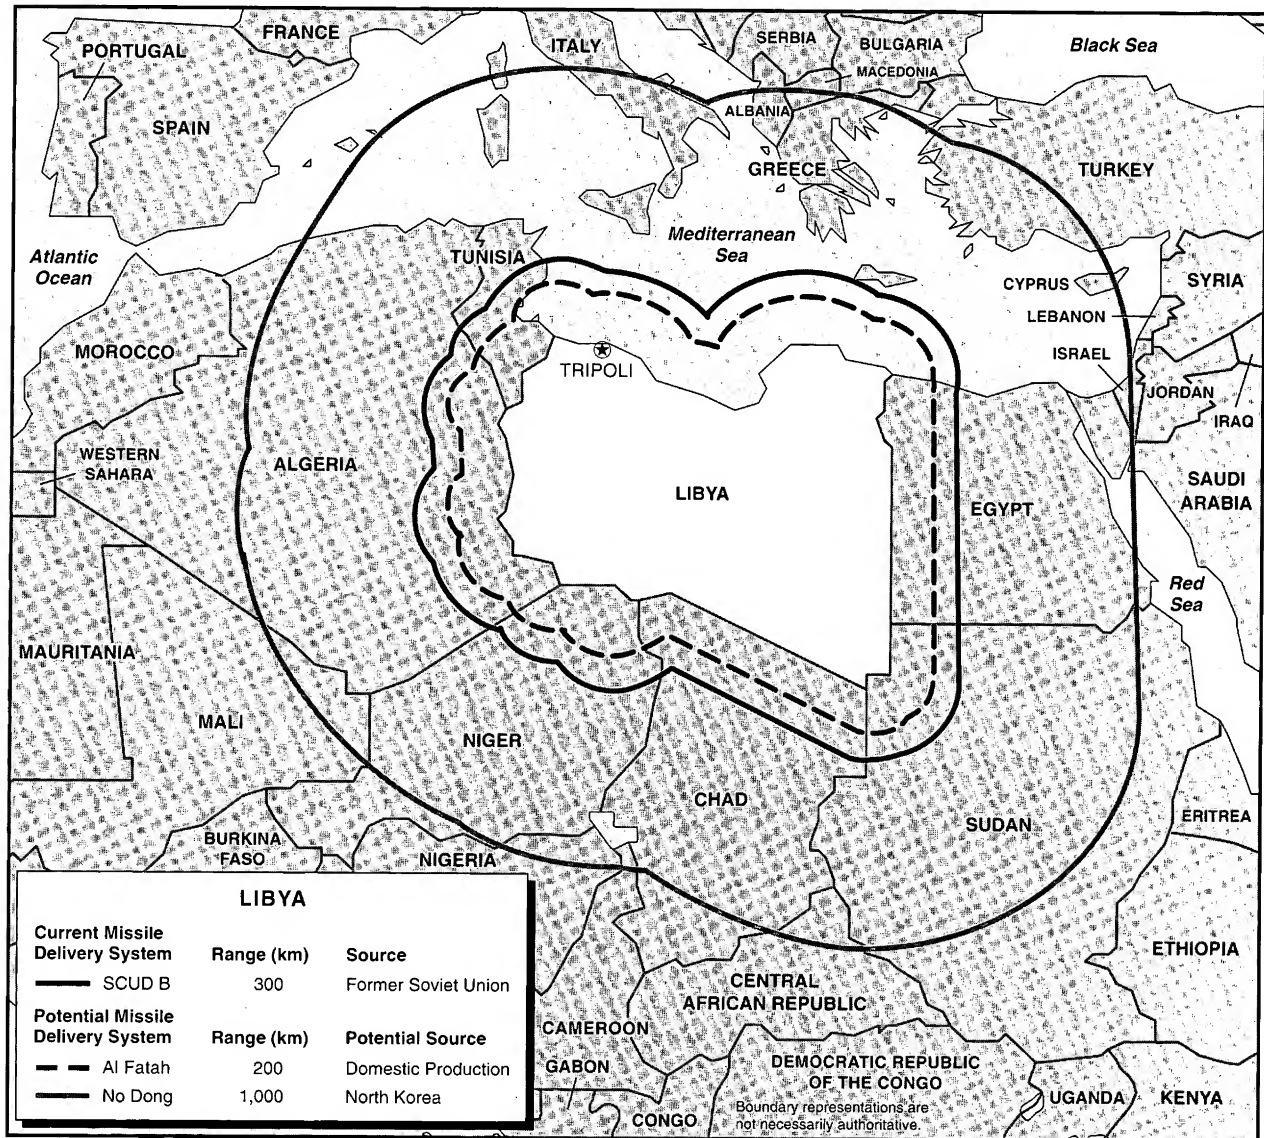 FRANCE
PORTUGAL
ITALY
SERBIA
BULGARIA
Black Sea
MACEDONIA
ALBANIA
SPAIN
GREECE
TURKEY
Mediterranean
Sea
Atlantic
Ocean
TUNISIA
CYPRUS
SYRIA
LEBANON
MOROCCO
ISRAEL
TRIPOLI
JORDAN
IRAQ
WESTERN
SAHARA
ALGERIA
LIBYA
EGYPT
SAUDI
ARABIA
Red
Sea
MAURITANIA
MALI
NIGER
CHAD
SUDAN
ERITREA
BURKINA
FASO
NIGERIA
ETHIOPIA
CENTRAL
AFRICAN REPUBLIC
CAMEROON
GABON
DEMOCRATIC REPUBLIC
OF THE CONGO
CONGO
UGANDA
KENYA
Boundary representations are
not necessarily authoritative.
LIBYA
Current Missile
Delivery System Range (km) Source
SCUD B 300 Former Soviet Union
Potential Missile
Delivery System Range (km) Potential Source
Al Fatah 200 Domestic Production
No Dong 1,000 North Korea